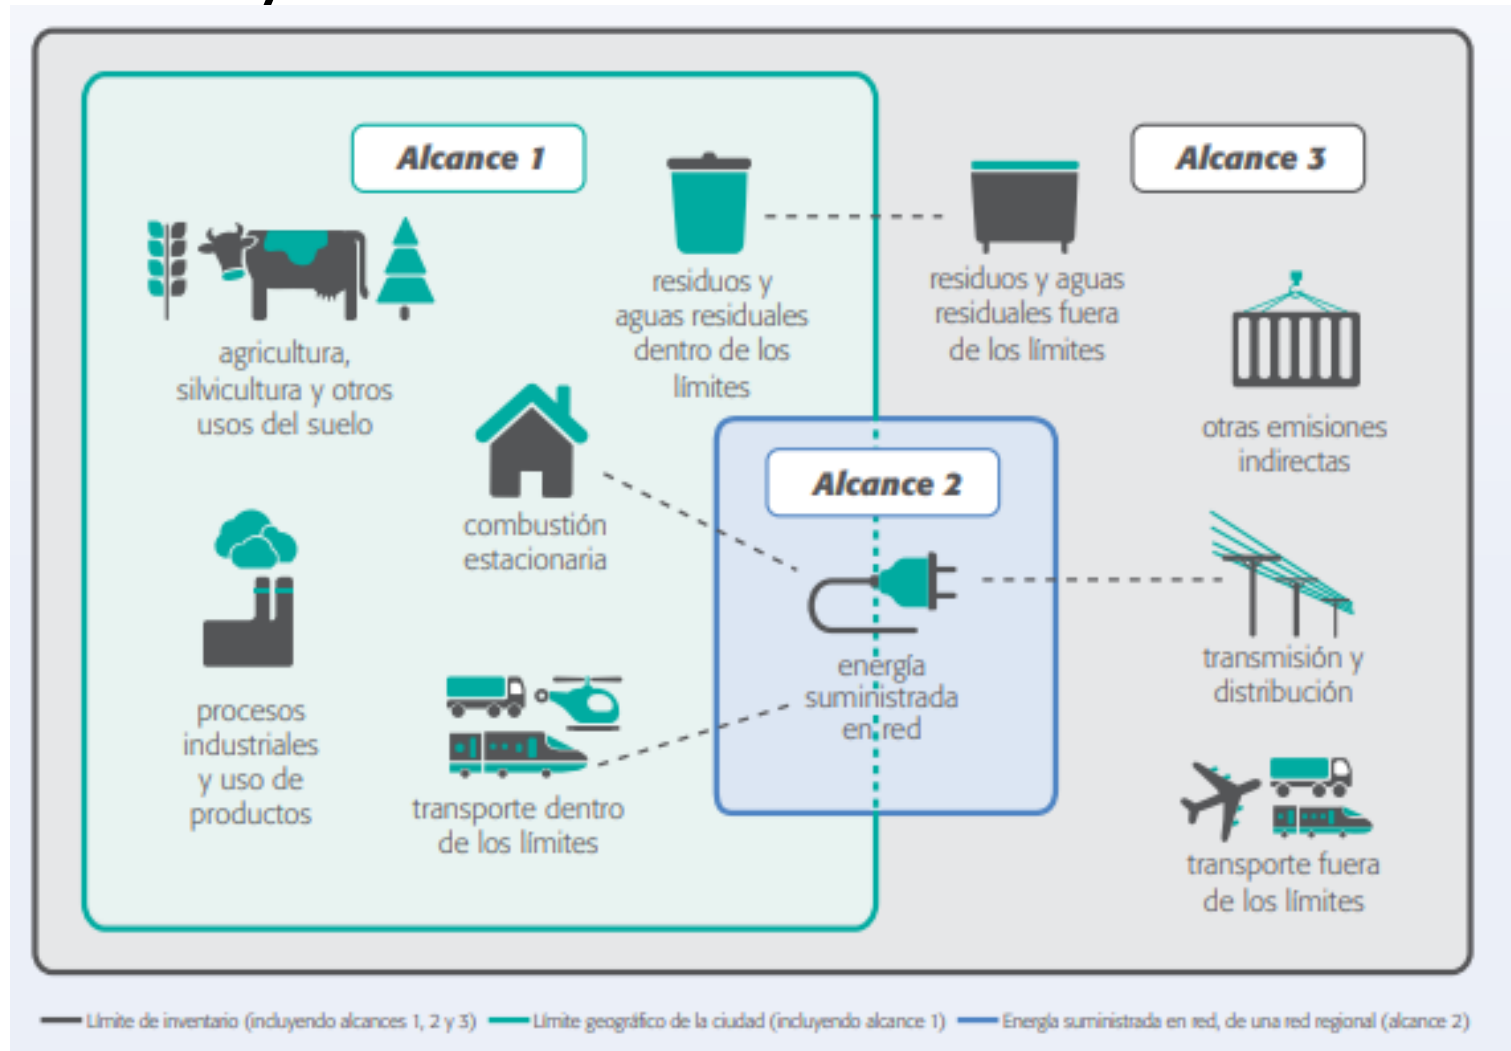 Alcance 1
Alcance 3
residuos y
aguas residuales
dentro de los
límites
residuos y aguas
residuales fuera
de los límites
agricultura,
silvicultura y otros
usos del suelo
otras emisiones
indirectas
combustión
estacionaria
Alcance 2
energía
suministrada
en red
transmisión y
distribución
procesos
industriales
y uso de
productos
transporte dentro
de los límites
transporte fuera
de los límites
Límite de inventario (incluyendo alcances 1, 2 y 3) Límite geográfico de la ciudad (incluyendo alcance 1) Energía suministrada en red, de una red regional (alcance 2)